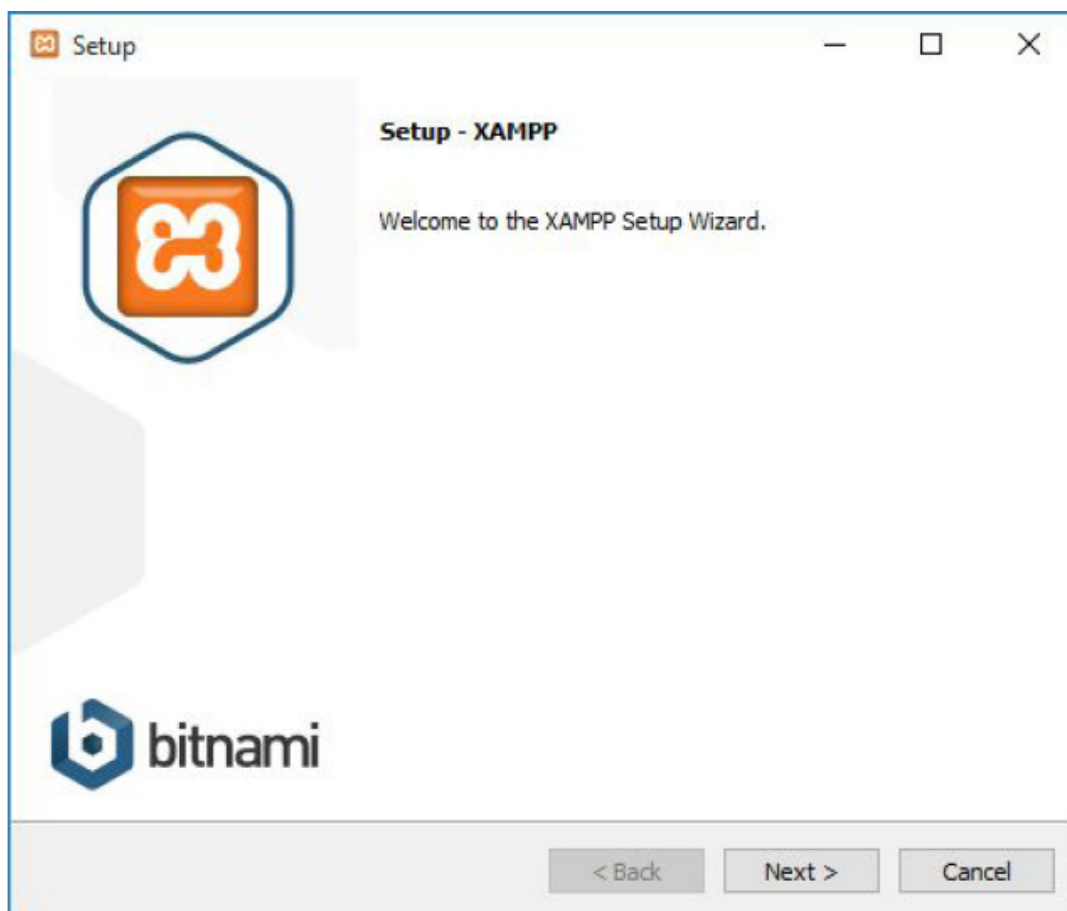 Setup
Setup - XAMPP
Welcome to the XAMPP Setup Wizard.
bitnami
< Back
Next >
Cancel